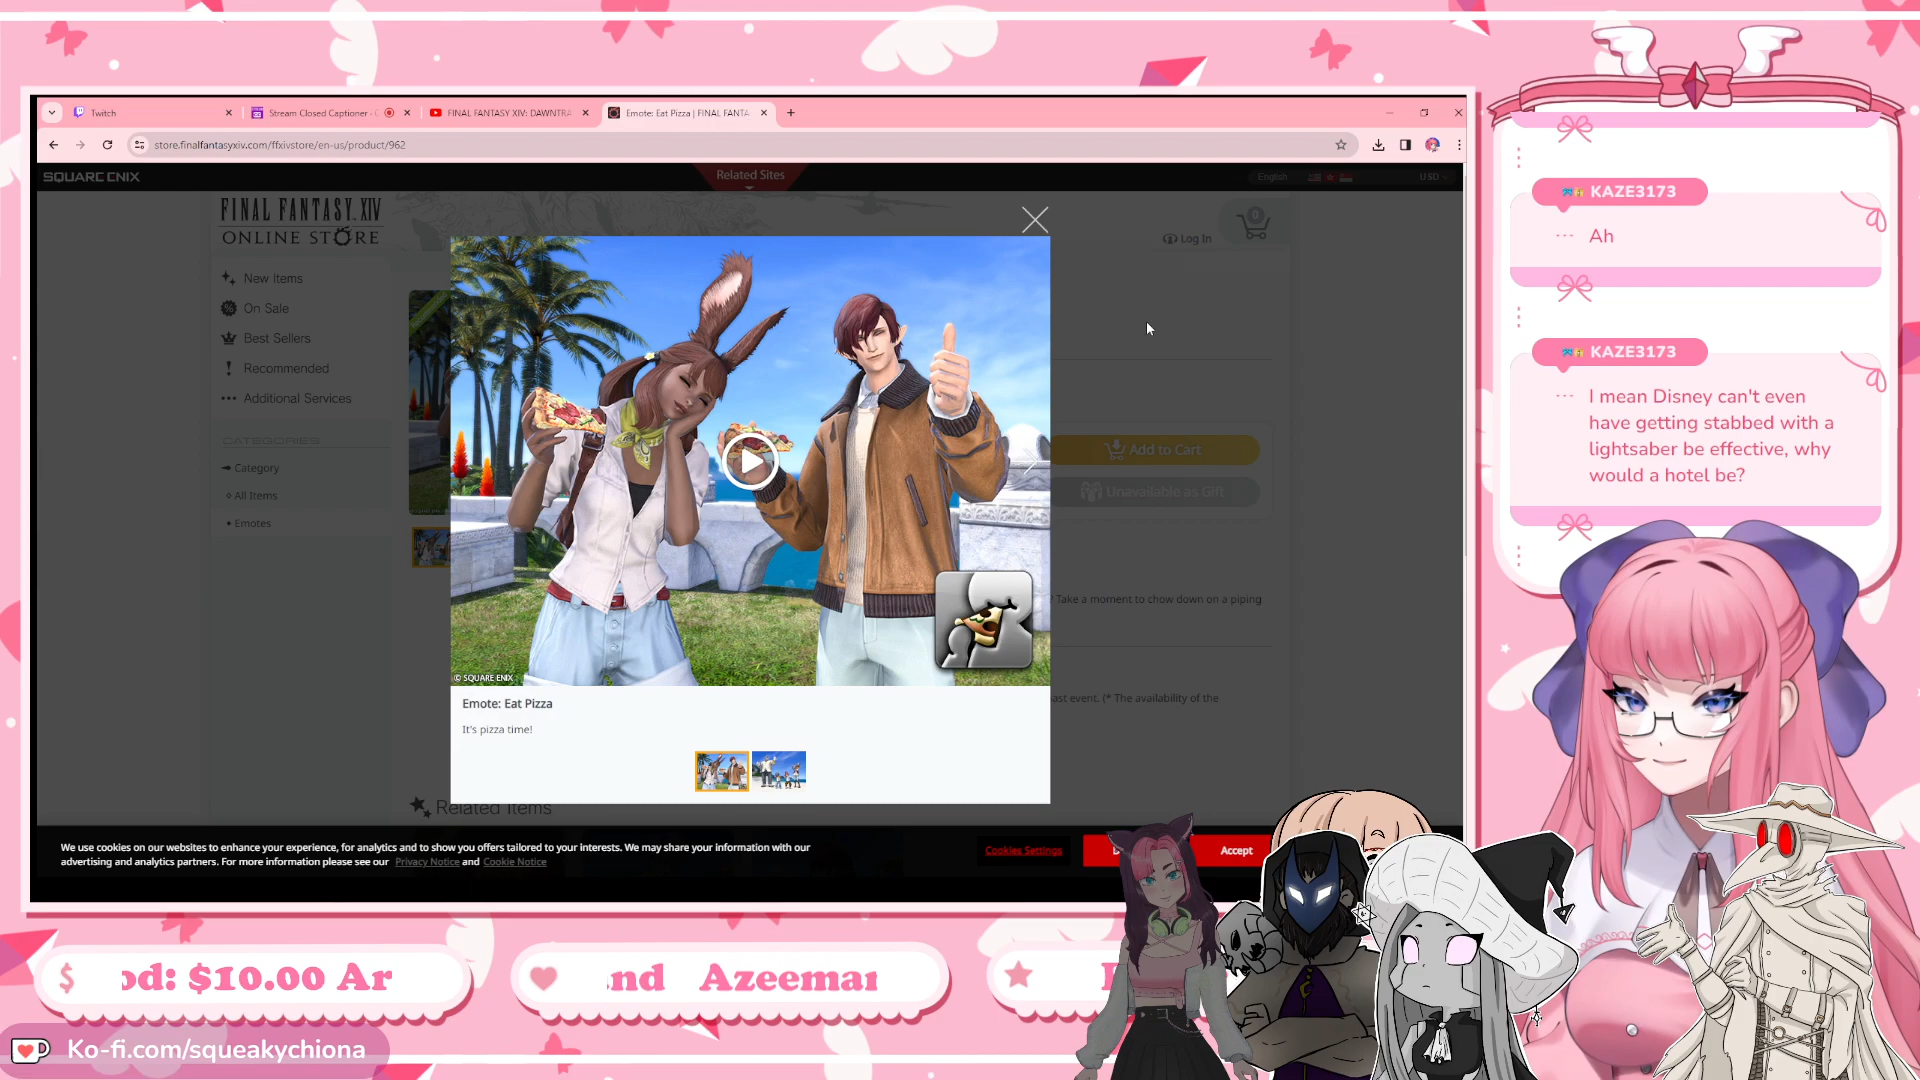 Twitch
Stream Closed Captioner - C
FINAL FANTASY XIV: DAWNTRA
Emote: Eat Pizza | FINAL FANTA
store.finalfantasyxiv.com/ffxivstore/en-us/product/962
SQUARE ENIX
Related Sites
English
USD
FINAL FANTASY XIV
ONLINE STORE
Log In
0
New Items
On Sale
Best Sellers
Recommended
Additional Services
CATEGORIES
Category
All Items
Emotes
Add to Cart
Unavailable as Gift
© SQUARE ENIX
Emote: Eat Pizza
It's pizza time!
Take a moment to chow down on a piping
ast event. (* The availability of the
Related Items
We use cookies on our websites to enhance your experience, for analytics and to show you offers tailored to your interests. We may share your information with our
advertising and analytics partners. For more information please see our Privacy Notice and Cookie Notice
Cookies Settings
D
Accept
KAZE3173
Ah
KAZE3173
I mean Disney can't even
have getting stabbed with a
lightsaber be effective, why
would a hotel be?
od: $10.00 Ar
nd Azeemar
Ko-fi.com/squeakychiona